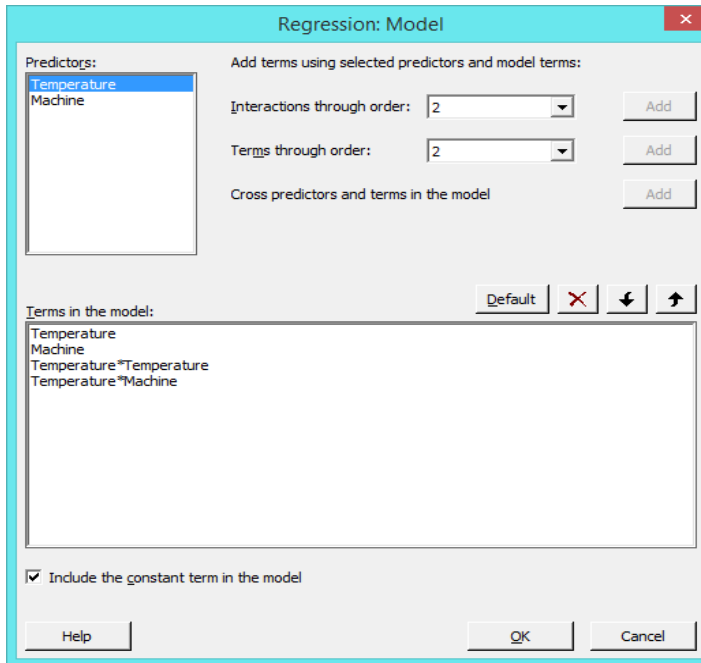 Regression: Model
Predictors:
Temperature
Machine
Add terms using selected predictors and model terms:
Interactions through order: 2 Add
Terms through order: 2 Add
Cross predictors and terms in the model Add
Default
Terms in the model:
Temperature
Machine
Temperature*Temperature
Temperature*Machine
Include the constant term in the model
Help OK Cancel